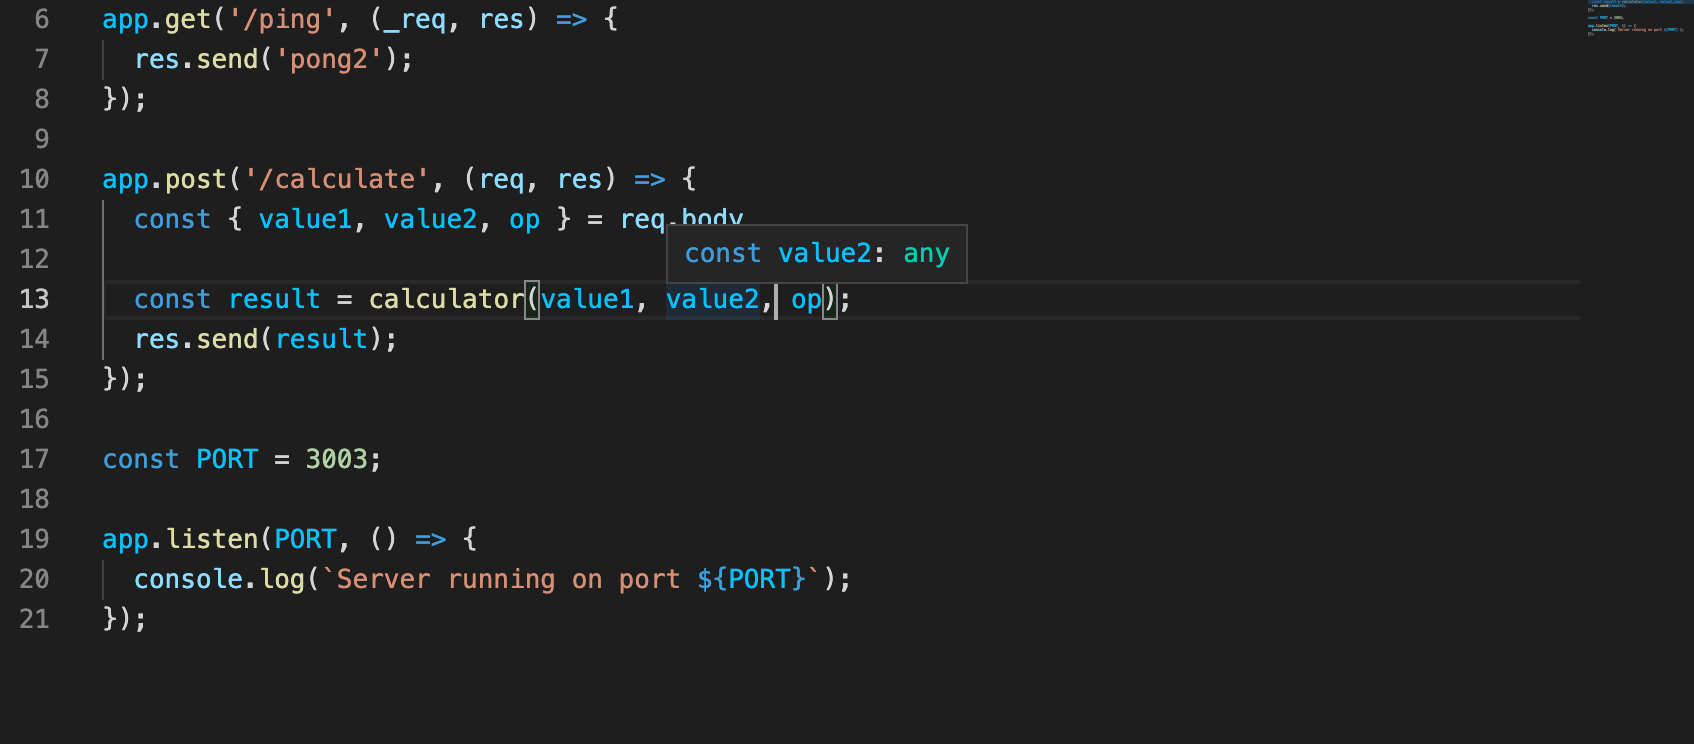 6 app.get('/ping', (_req, res) => {
7 res.send('pong2');
8 });
9
10 app.post('/calculate', (req, res) => {
11 const { value1, value2, op } = req.body
const value2: any
12
13 const result = calculator(value1, value2, op);
14 res.send(result);
15 });
16
17 const PORT = 3003;
18
19 app.listen(PORT, () => {
20 console.log(`Server running on port ${PORT}`);
21 });